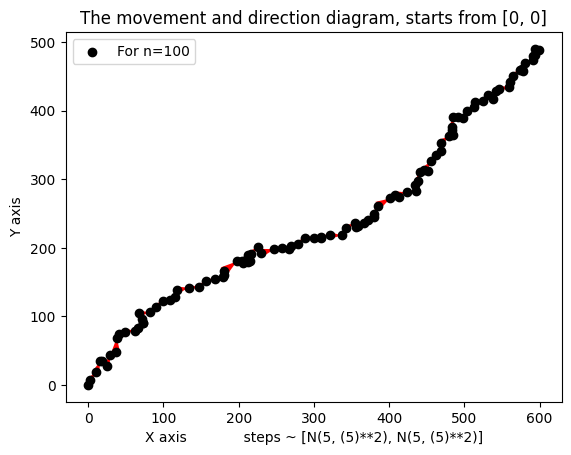 The movement and direction diagram, starts from [0, 0]
For n=100
Y axis
500
400
300
200
100
0
0 100 200 300 400 500 600
X axis steps ~ [N(5, (5)**2), N(5, (5)**2)]